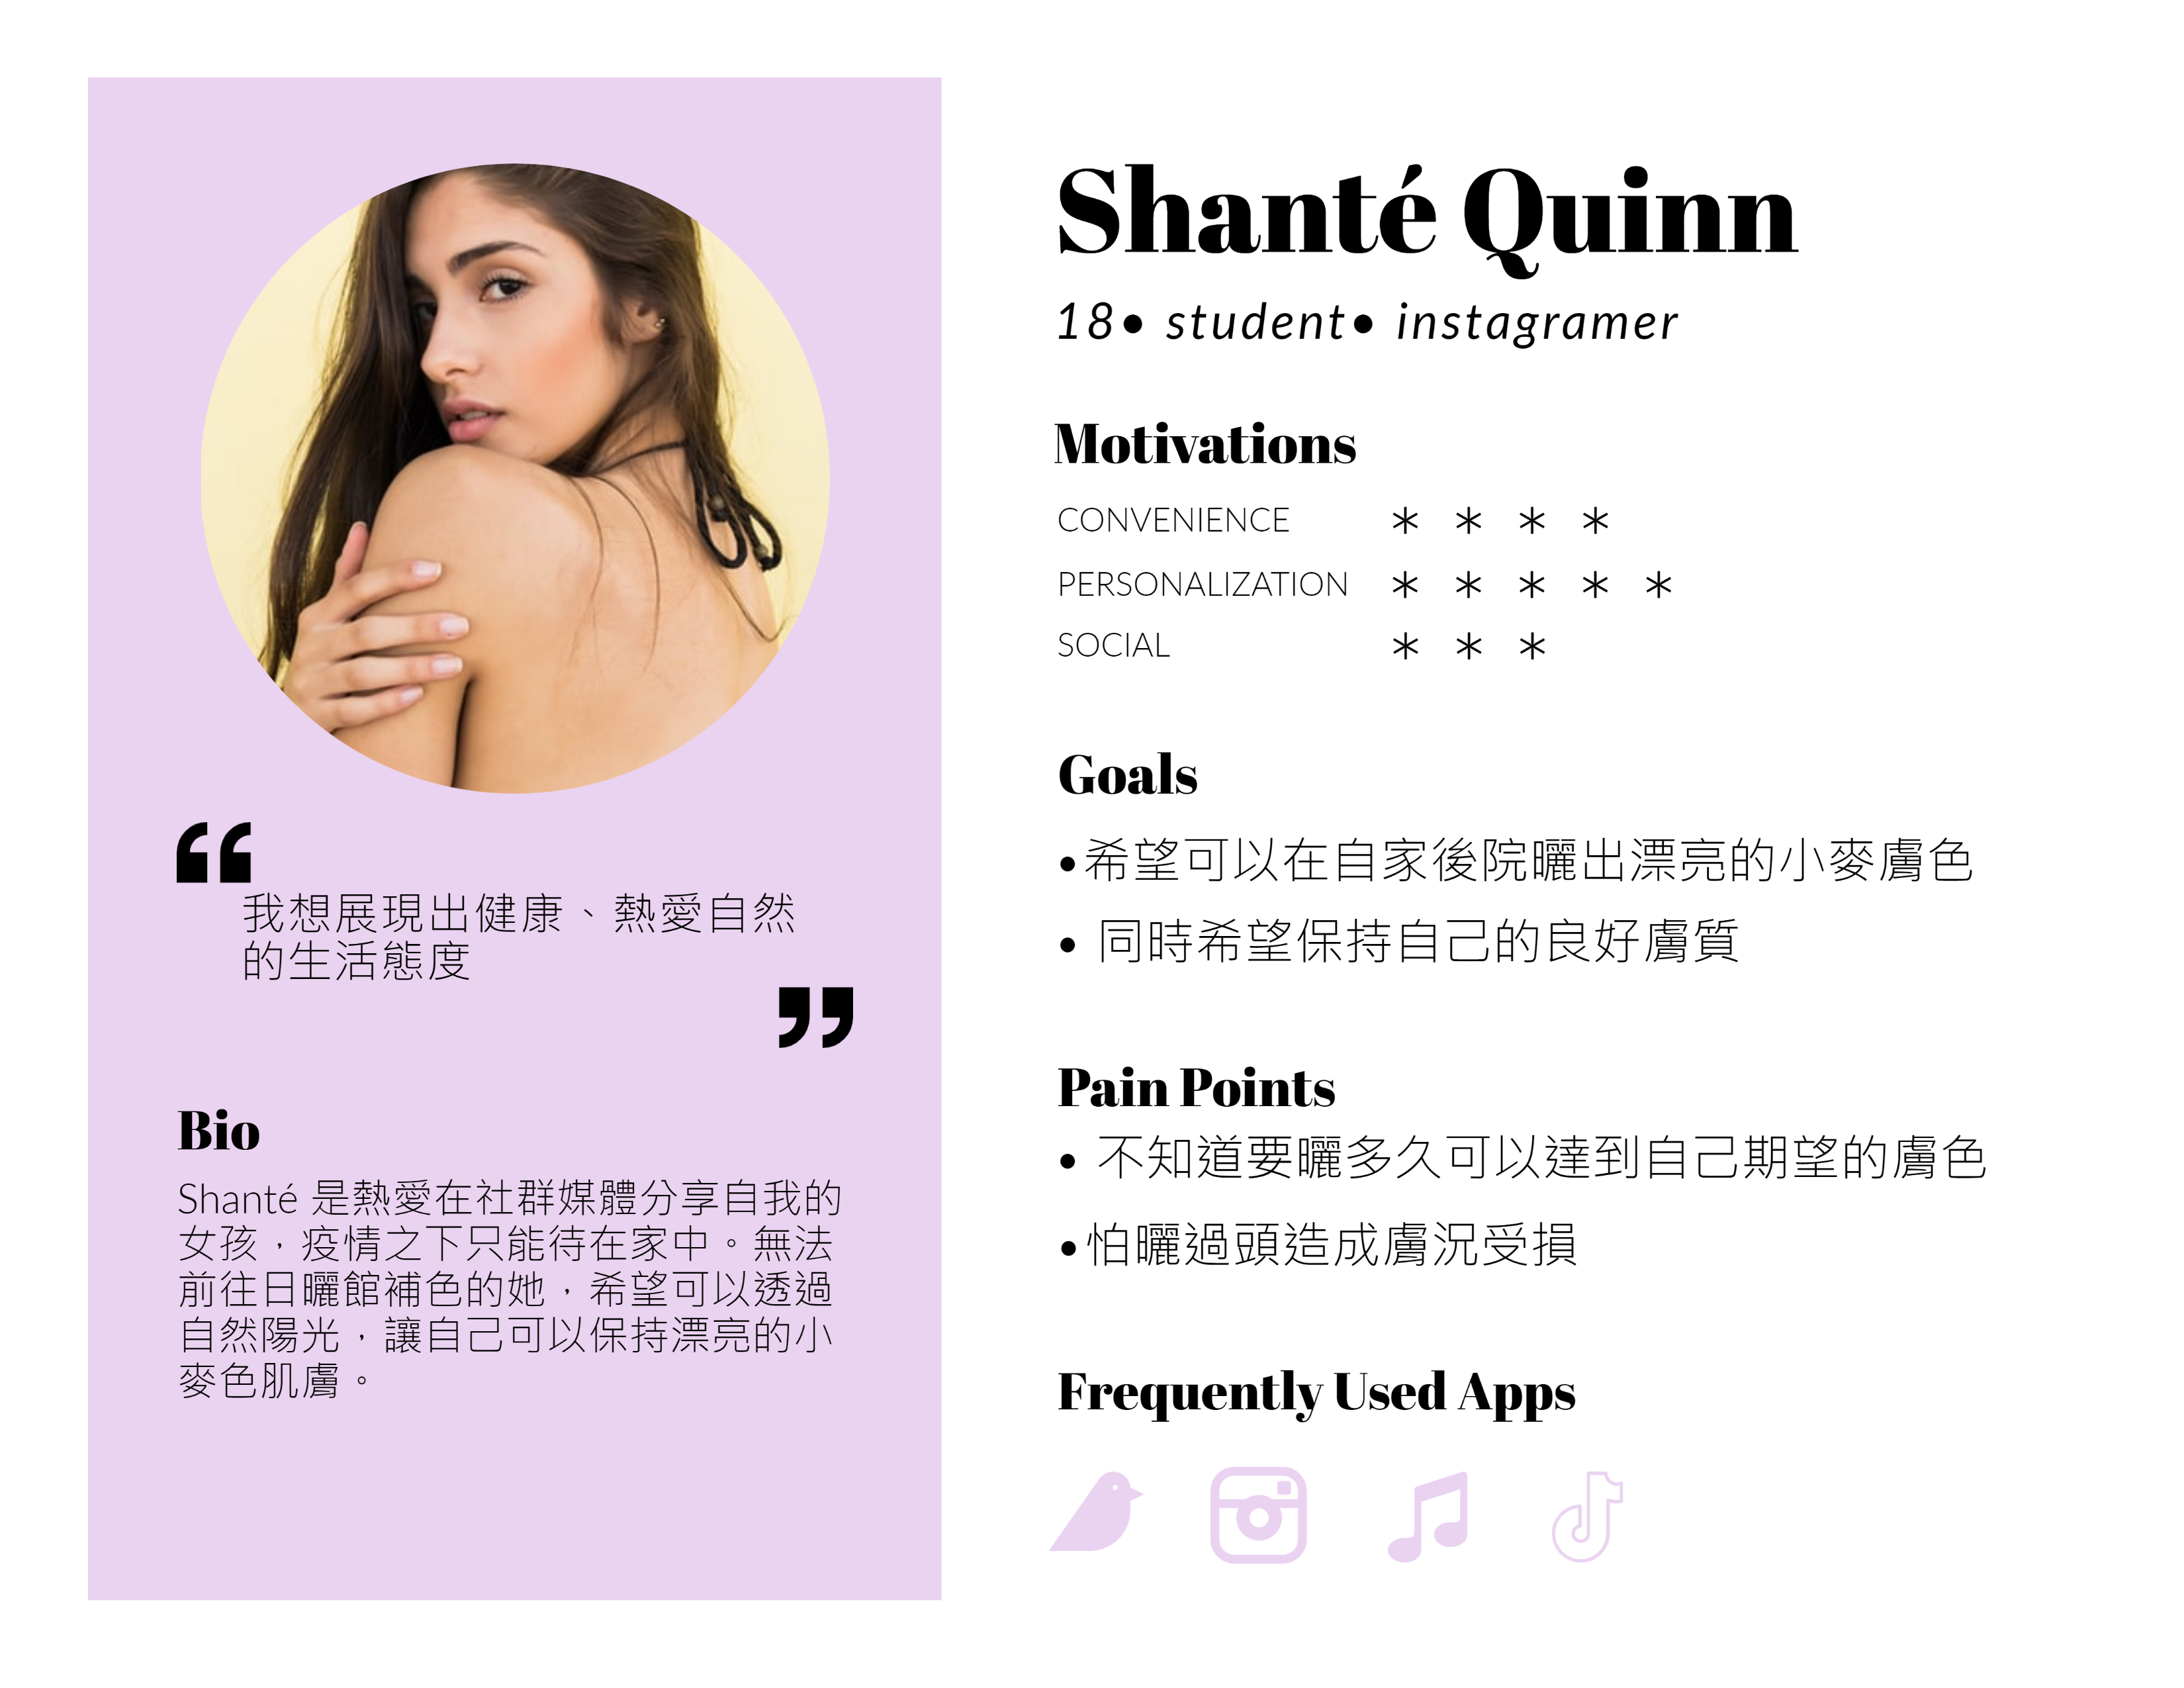 “
我想展現出健康、熱愛自然
的生活態度
”
Bio
Shanté 是熱愛在社群媒體分享自我的
女孩，疫情之下只能待在家中。無法
前往日曬館補色的她，希望可以透過
自然陽光，讓自己可以保持漂亮的小
麥色肌膚。
Shanté Quinn
18• student• instagramer
Motivations
CONVENIENCE * * * *
PERSONALIZATION * * * * *
SOCIAL * * *
Goals
•希望可以在自家後院曬出漂亮的小麥膚色
• 同時希望保持自己的良好膚質
Pain Points
• 不知道要曬多久可以達到自己期望的膚色
•怕曬過頭造成膚況受損
Frequently Used Apps